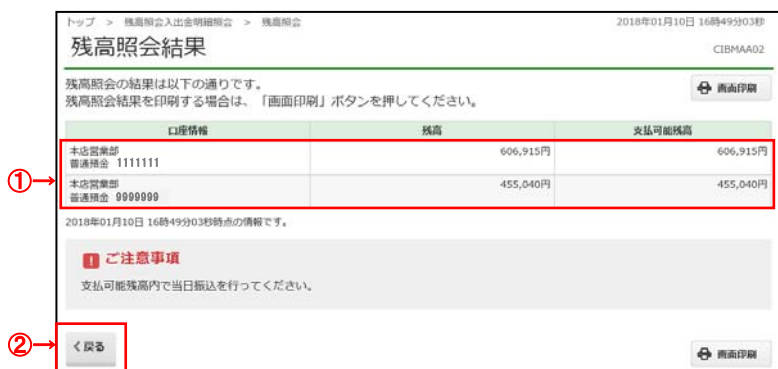 トップ > 残高照会入出金明細照会 > 残高照会
2018年01月10日 16時49分03秒
残高照会結果
CIBMAA02
残高照会の結果は以下の通りです。
残高照会結果を印刷する場合は、「画面印刷」ボタンを押してください。
画面印刷
口座情報 残高 支払可能残高
本店営業部
普通預金 1111111
606,915円 606,915円
①→
本店営業部
普通預金 9999999
455,040円 455,040円
2018年01月10日 16時49分03秒時点の情報です。
ご注意事項
支払可能残高内で当日振込を行ってください。
②→
く戻る
画面印刷